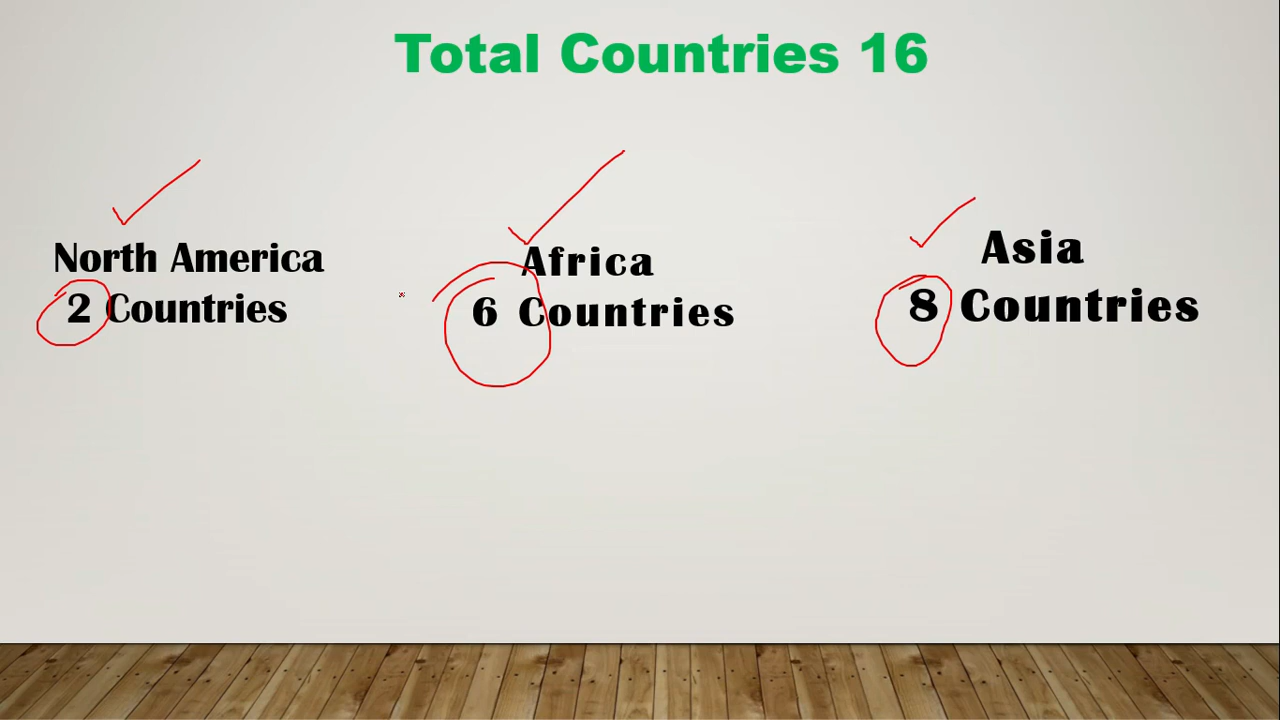 Total Countries 16
North America
2 Countries
Africa
6 Countries
Asia
8 Countries